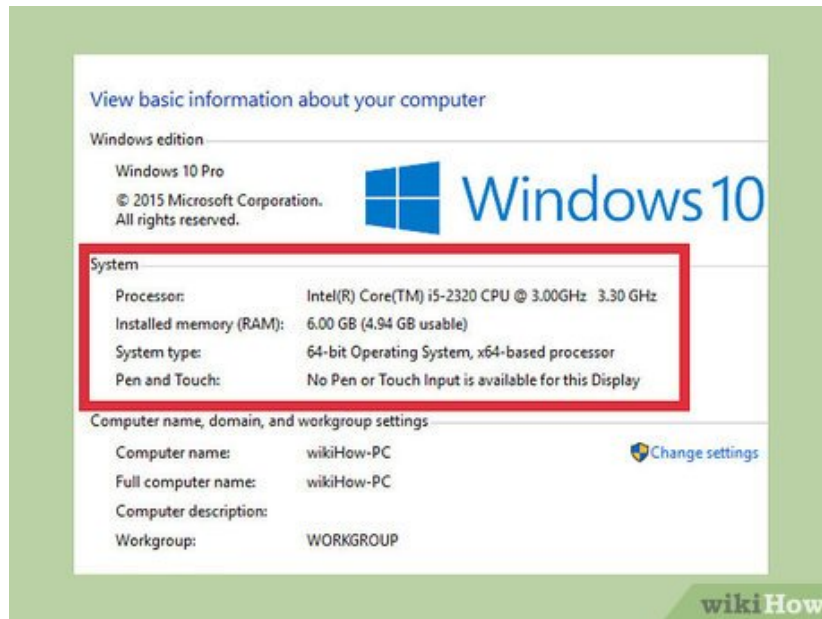 View basic information about your computer
Windows edition
Windows 10 Pro
© 2015 Microsoft Corporation.
All rights reserved.
Windows 10
System
Processor: Intel(R) Core(TM) i5-2320 CPU @ 3.00GHz 3.30 GHz
Installed memory (RAM): 6.00 GB (4.94 GB usable)
System type: 64-bit Operating System, x64-based processor
Pen and Touch: No Pen or Touch Input is available for this Display
Computer name, domain, and workgroup settings
Computer name: wikiHow-PC Change settings
Full computer name: wikiHow-PC
Computer description:
Workgroup: WORKGROUP
wikiHow